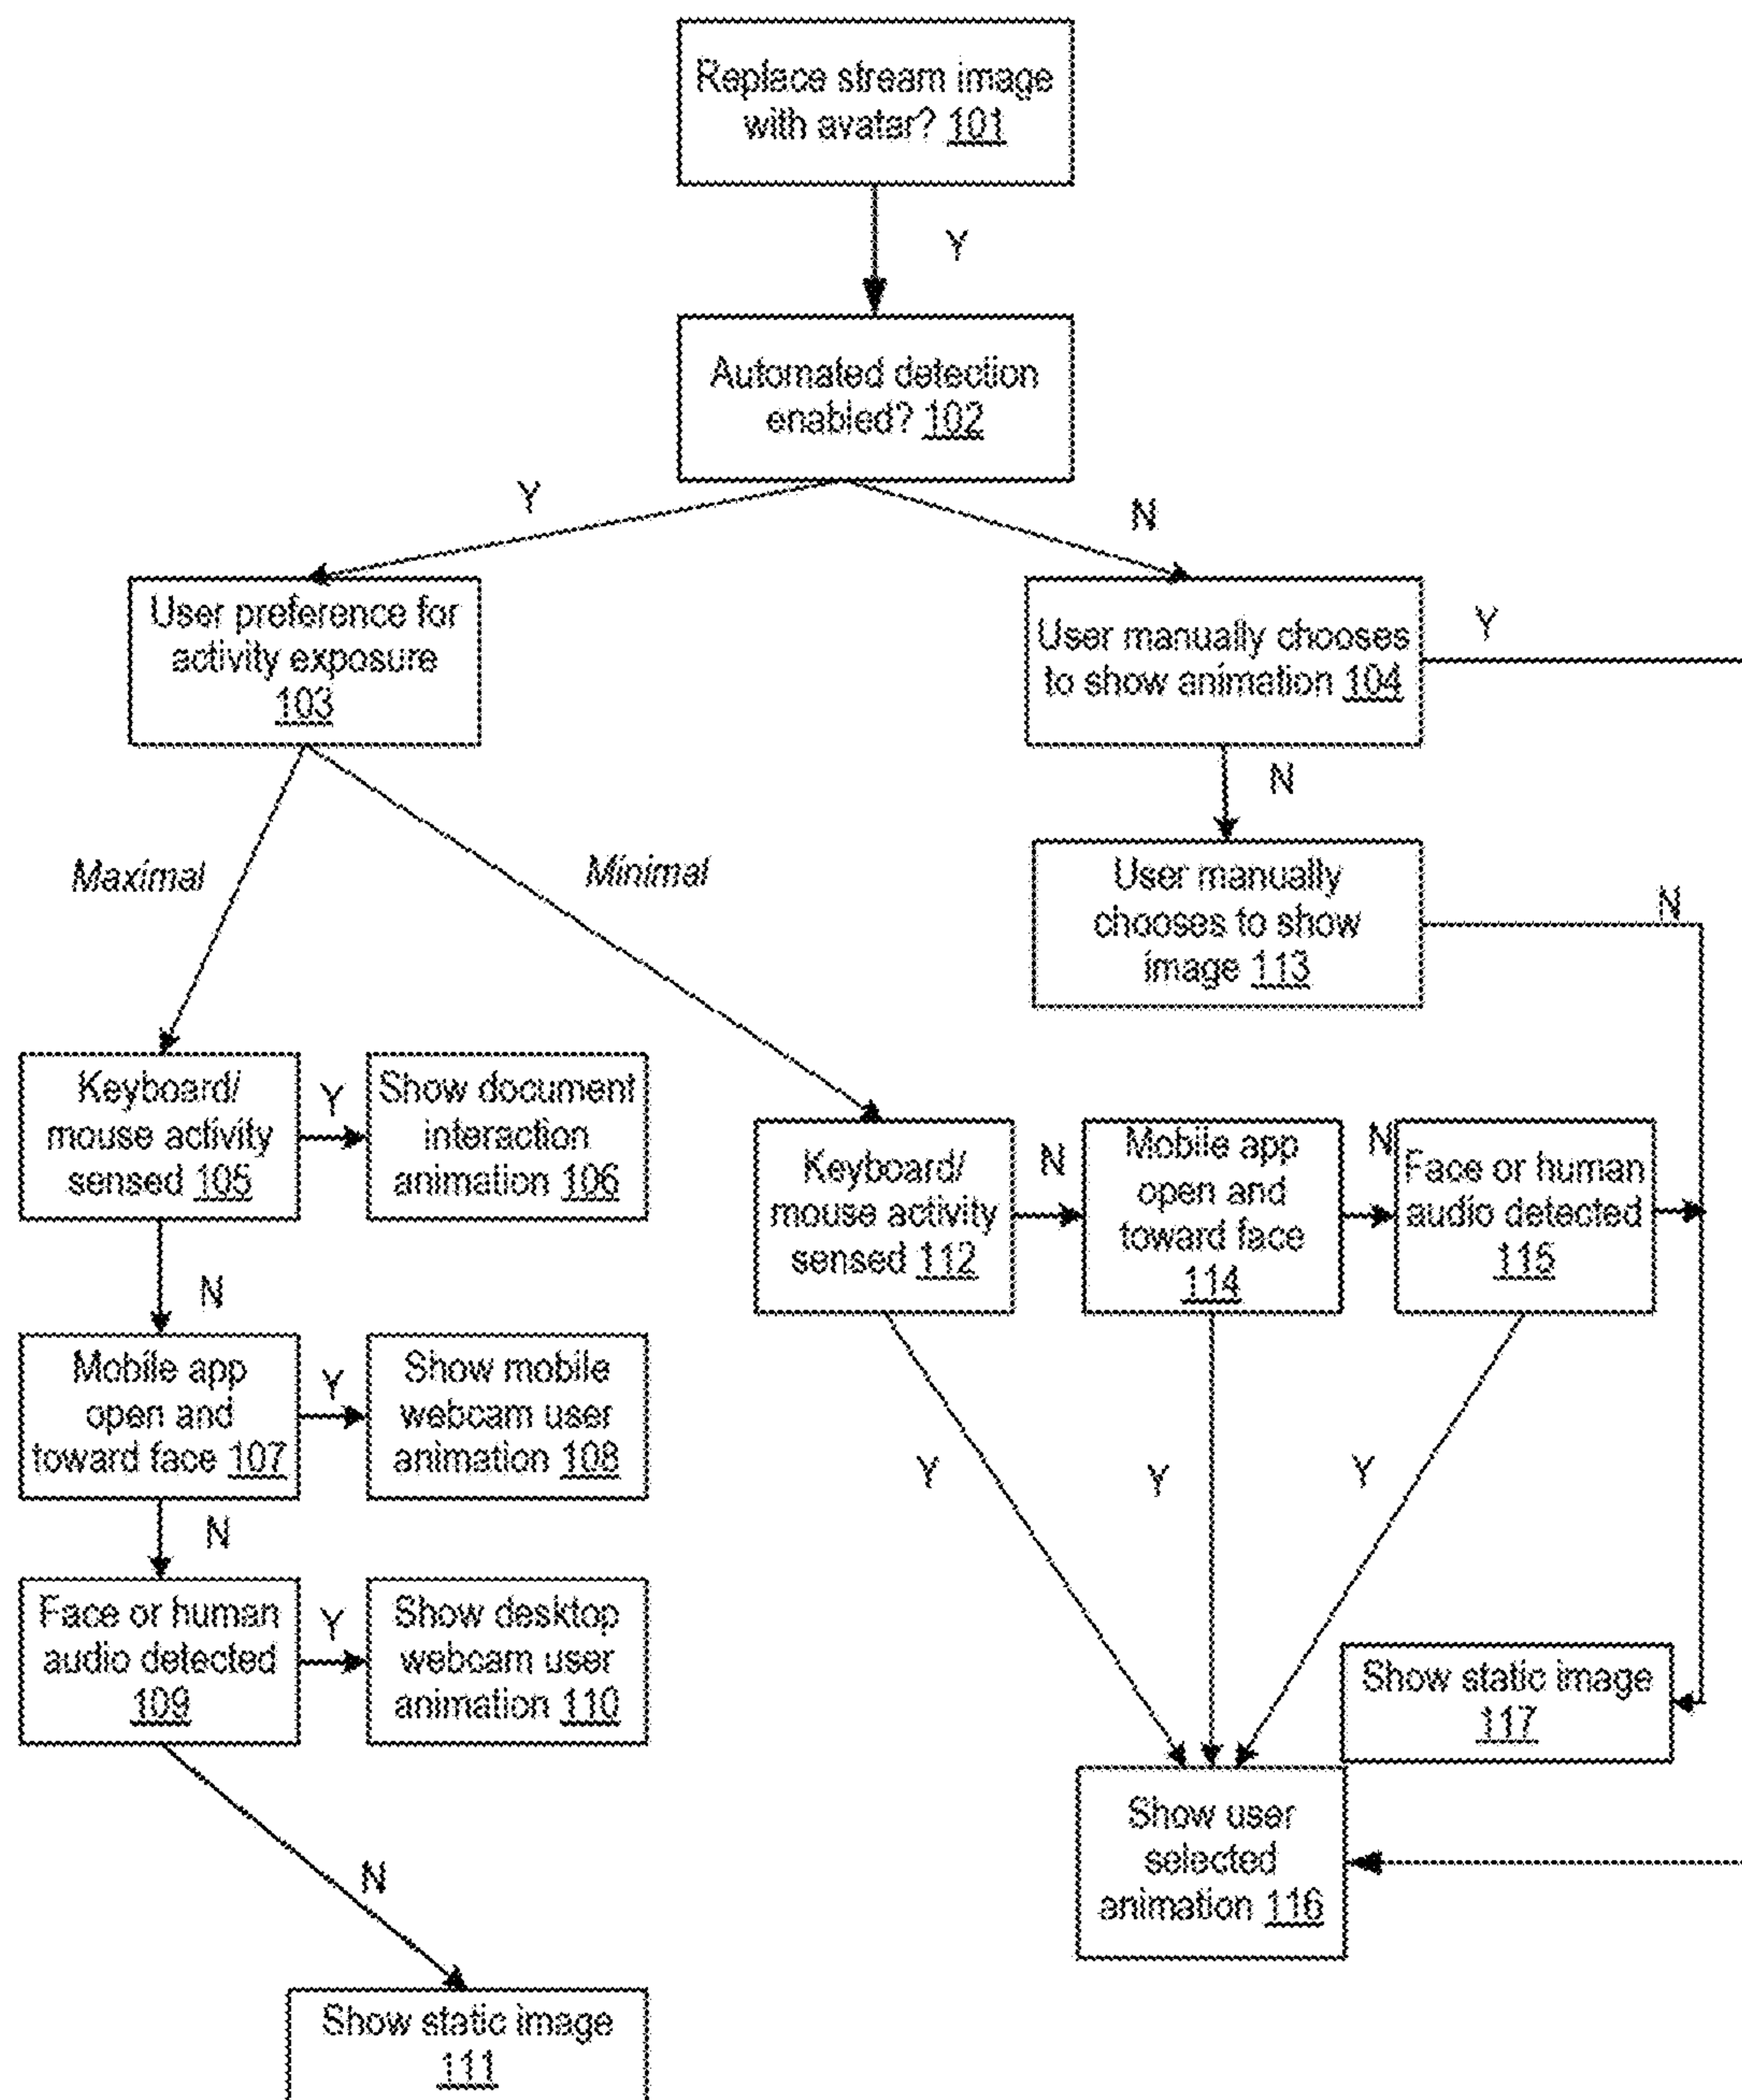 Replace stream image
with avatar? 101
Y
Automated detection
enabled? 102
Y
N
User preference for
activity exposure
103
User manually chooses
to show animation 104
Y
N
Maximal
Minimal
User manually
chooses to show
image 113
N
Keyboard/
mouse activity
sensed 105
Y
Show document
interaction
animation 106
Keyboard/
mouse activity
sensed 112
N
Mobile app
open and
toward face
114
N
Face or human
audio detected
115
N
Mobile app
open and
toward face 107
Y
Show mobile
webcam user
animation 108
Y
Y
Y
N
Face or human
audio detected
109
Y
Show desktop
webcam user
animation 110
Show static image
117
Show user
selected
animation 116
N
Show static image
111